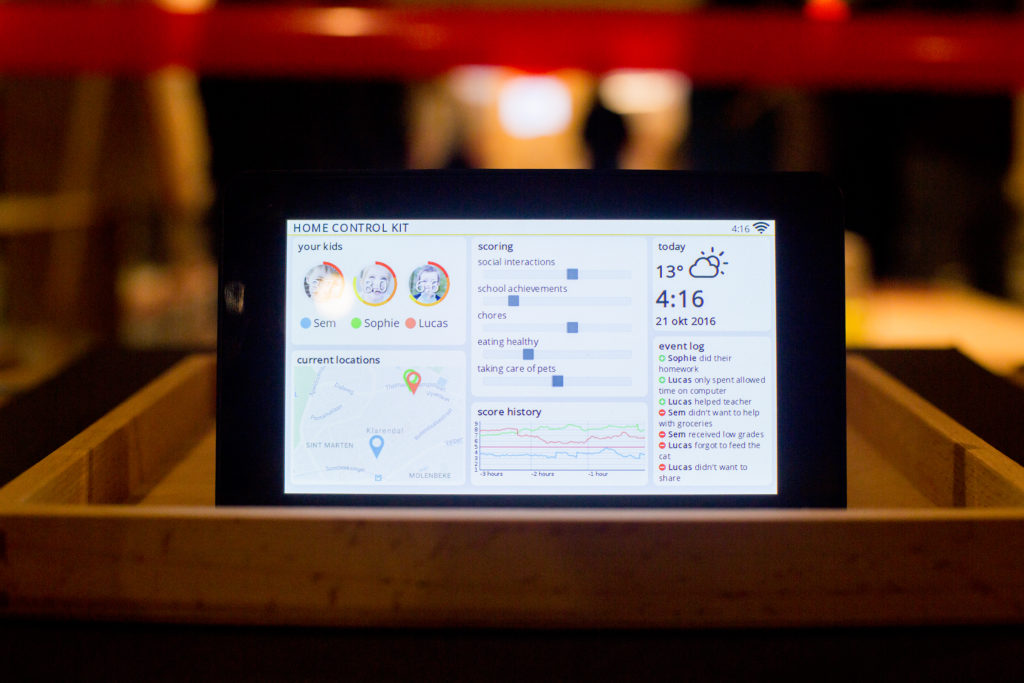 HOME CONTROL KIT
4:16
your kids
8.0
6.6
Sem
Sophie
Lucas
current locations
Klarendal
SINT MARTEN
MOLENBEKE
scoring
social interactions
school achievements
chores
eating healthy
taking care of pets
score history
-3 hours
-2 hours
-1 hour
today
13°
4:16
21 okt 2016
event log
Sophie did their
homework
Lucas only spent allowed
time on computer
Lucas helped teacher
Sem didn't want to help
with groceries
Sem received low grades
Lucas forgot to feed the
cat
Lucas didn't want to
share